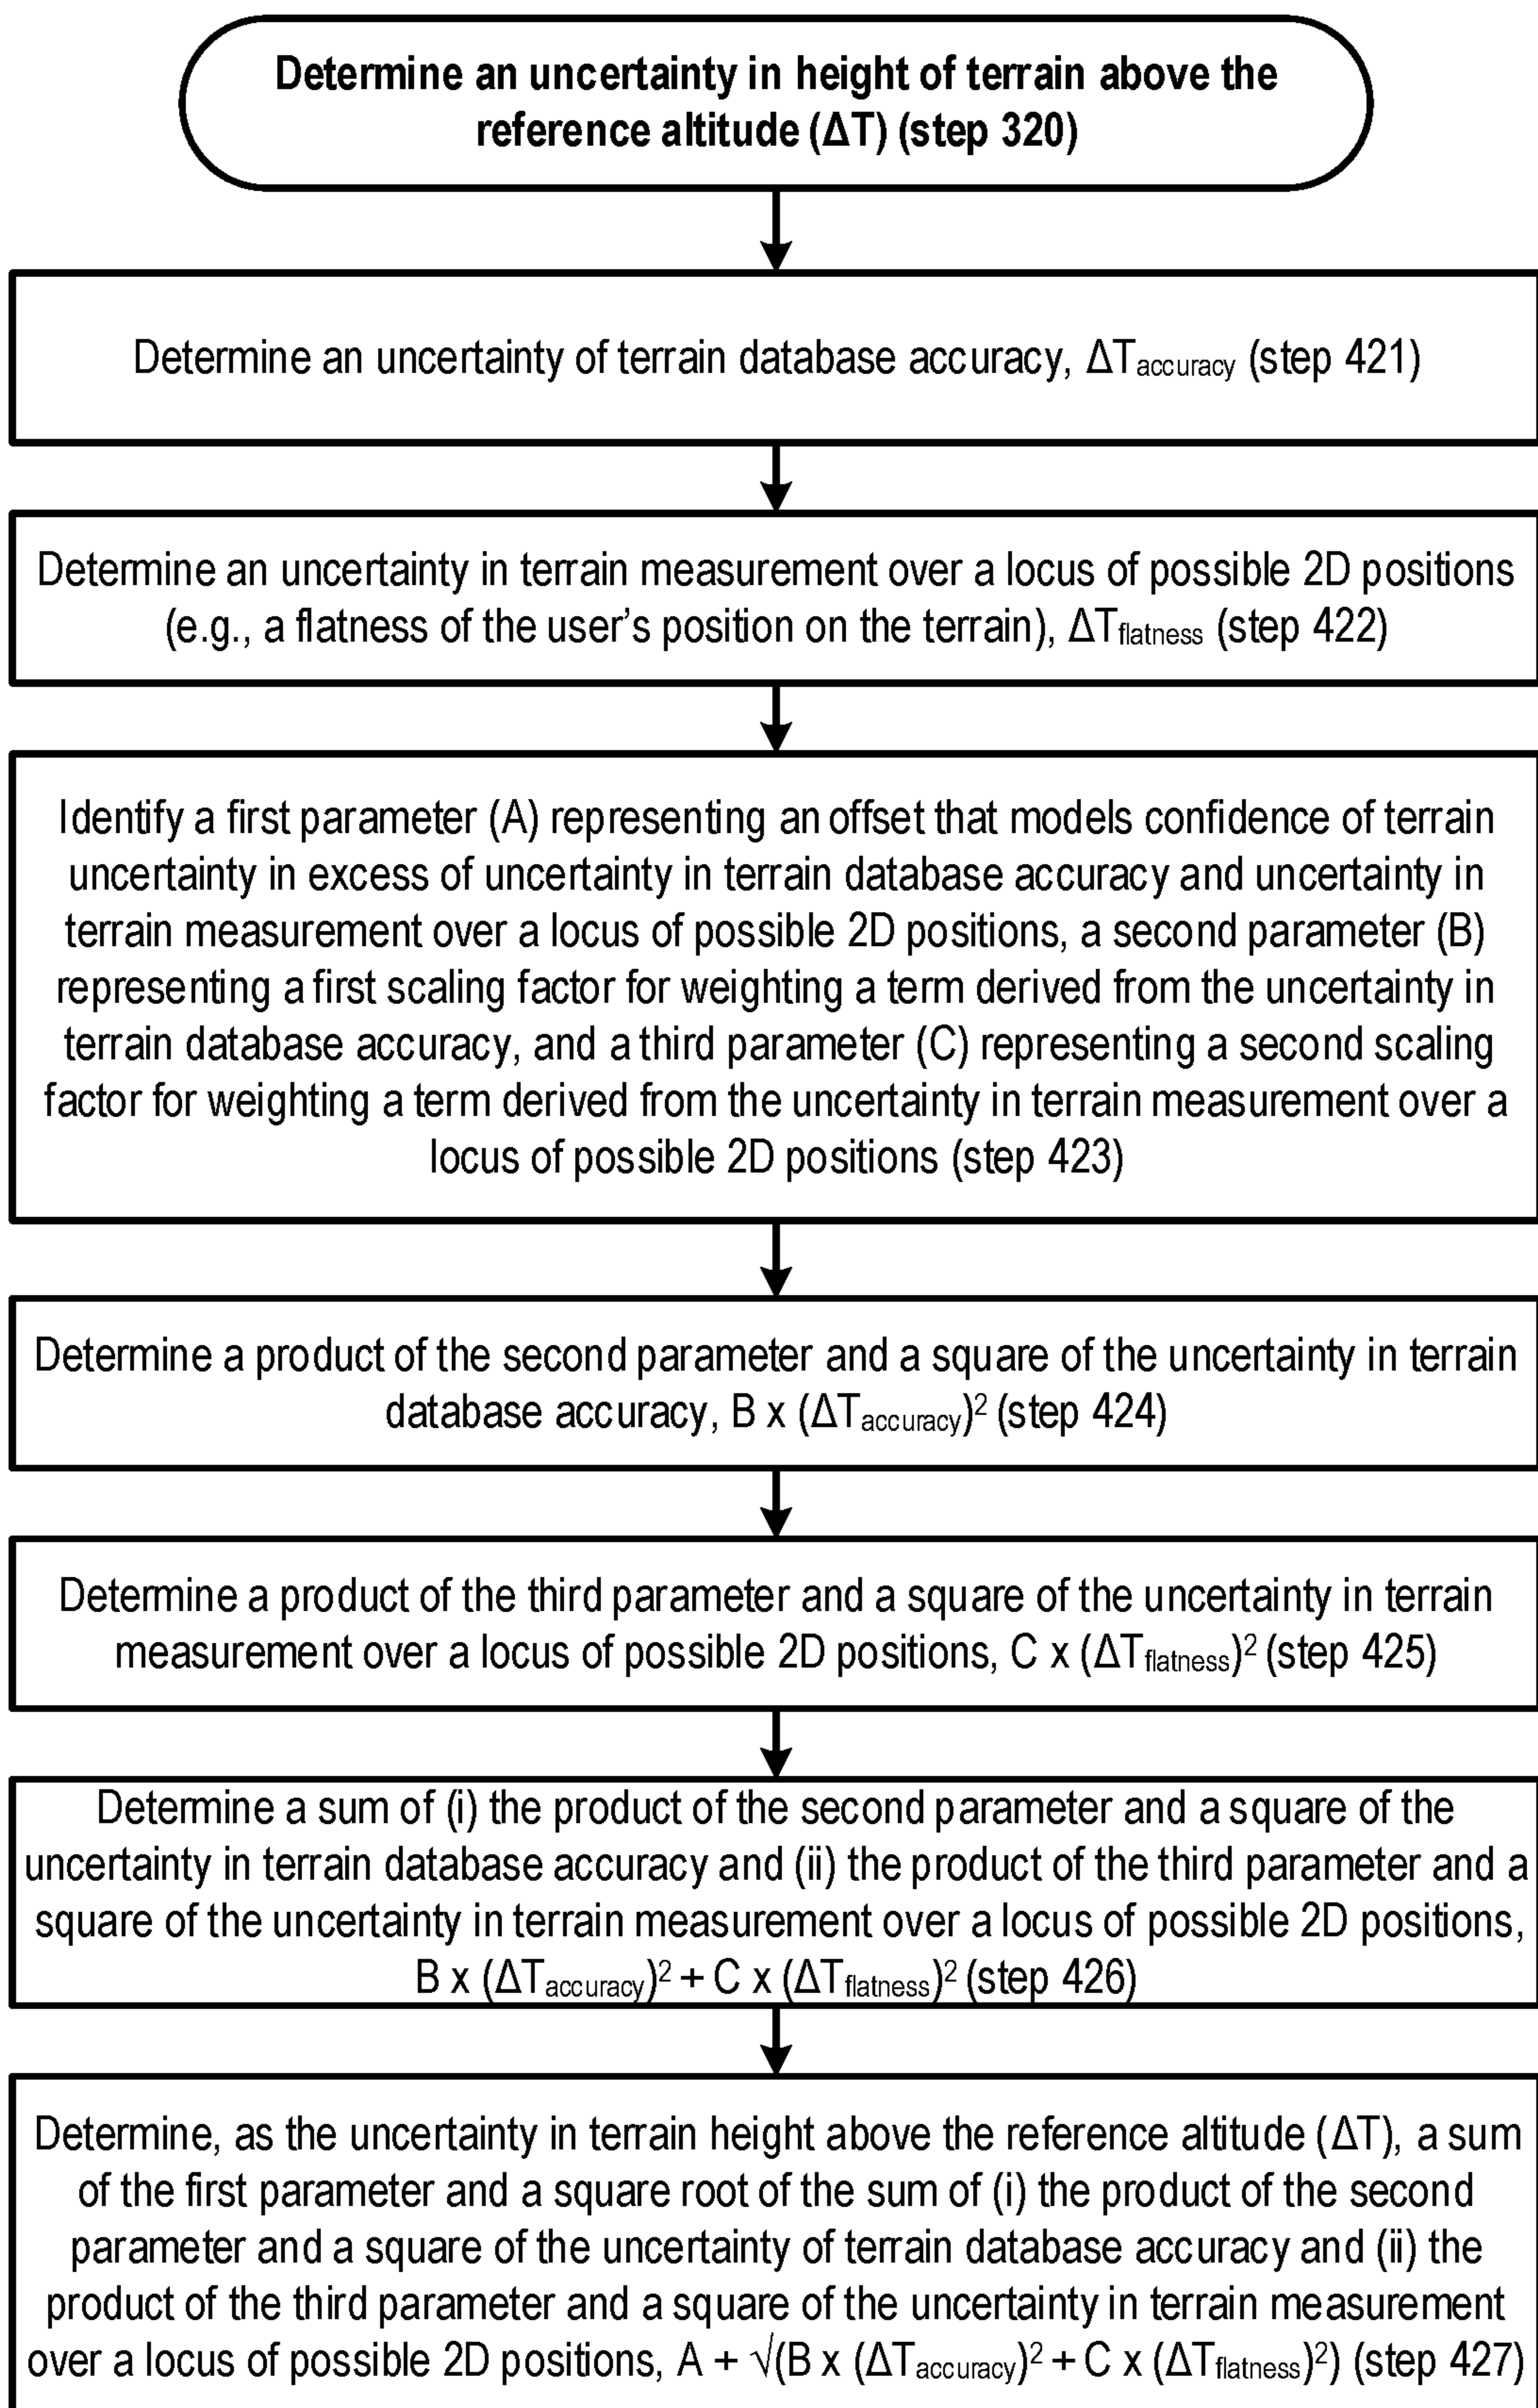 Determine an uncertainty in height of terrain above the
reference altitude (ΔT) (step 320)
Determine an uncertainty of terrain database accuracy, ΔTaccuracy (step 421)
Determine an uncertainty in terrain measurement over a locus of possible 2D positions
(e.g., a flatness of the user's position on the terrain), ΔTflatness (step 422)
Identify a first parameter (A) representing an offset that models confidence of terrain
uncertainty in excess of uncertainty in terrain database accuracy and uncertainty in
terrain measurement over a locus of possible 2D positions, a second parameter (B)
representing a first scaling factor for weighting a term derived from the uncertainty in
terrain database accuracy, and a third parameter (C) representing a second scaling
factor for weighting a term derived from the uncertainty in terrain measurement over a
locus of possible 2D positions (step 423)
Determine a product of the second parameter and a square of the uncertainty in terrain
database accuracy, B x (ΔTaccuracy)² (step 424)
Determine a product of the third parameter and a square of the uncertainty in terrain
measurement over a locus of possible 2D positions, C x (ΔTflatness)² (step 425)
Determine a sum of (i) the product of the second parameter and a square of the
uncertainty in terrain database accuracy and (ii) the product of the third parameter and a
square of the uncertainty in terrain measurement over a locus of possible 2D positions,
B x (ΔTaccuracy)² + C x (ΔTflatness)² (step 426)
Determine, as the uncertainty in terrain height above the reference altitude (ΔT), a sum
of the first parameter and a square root of the sum of (i) the product of the second
parameter and a square of the uncertainty of terrain database accuracy and (ii) the
product of the third parameter and a square of the uncertainty in terrain measurement
over a locus of possible 2D positions, A + √(B x (ΔTaccuracy)² + C x (ΔTflatness)²) (step 427)